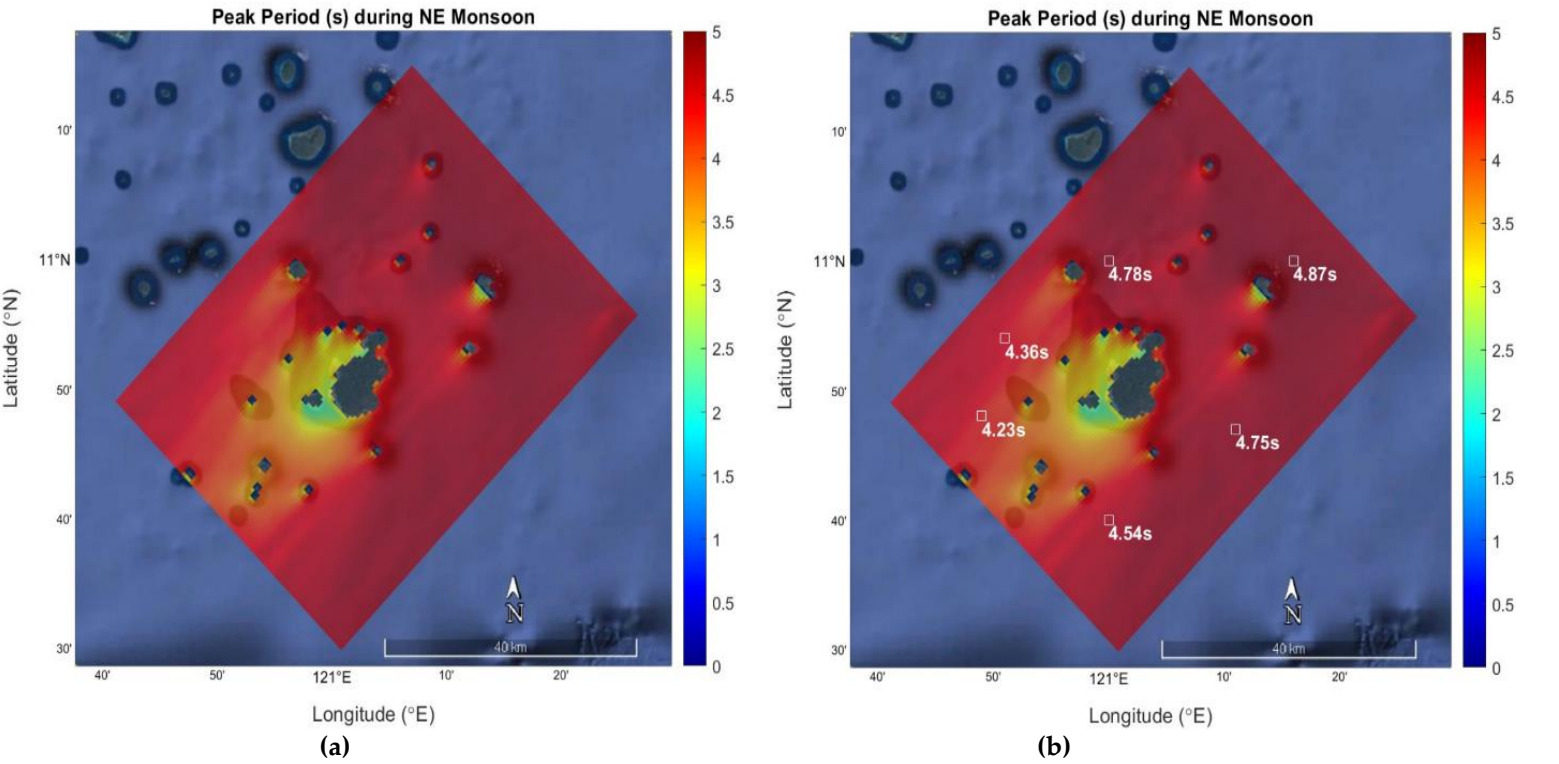 Peak Period (s) during NE Monsoon
5
4.5
4
3.5
3
2.5
2
1.5
1
0.5
0
10'
11°N
50'
40'
30'
Latitude (°N)
N
40 km
40' 50' 121°E 10' 20'
Longitude (°E)
(a)
Peak Period (s) during NE Monsoon
5
4.5
4
3.5
3
2.5
2
1.5
1
0.5
0
10'
11°N
50'
40'
30'
Latitude (°N)
4.78s
4.87s
4.36s
4.23s
4.75s
4.54s
N
40 km
40' 50' 121°E 10' 20'
Longitude (°E)
(b)